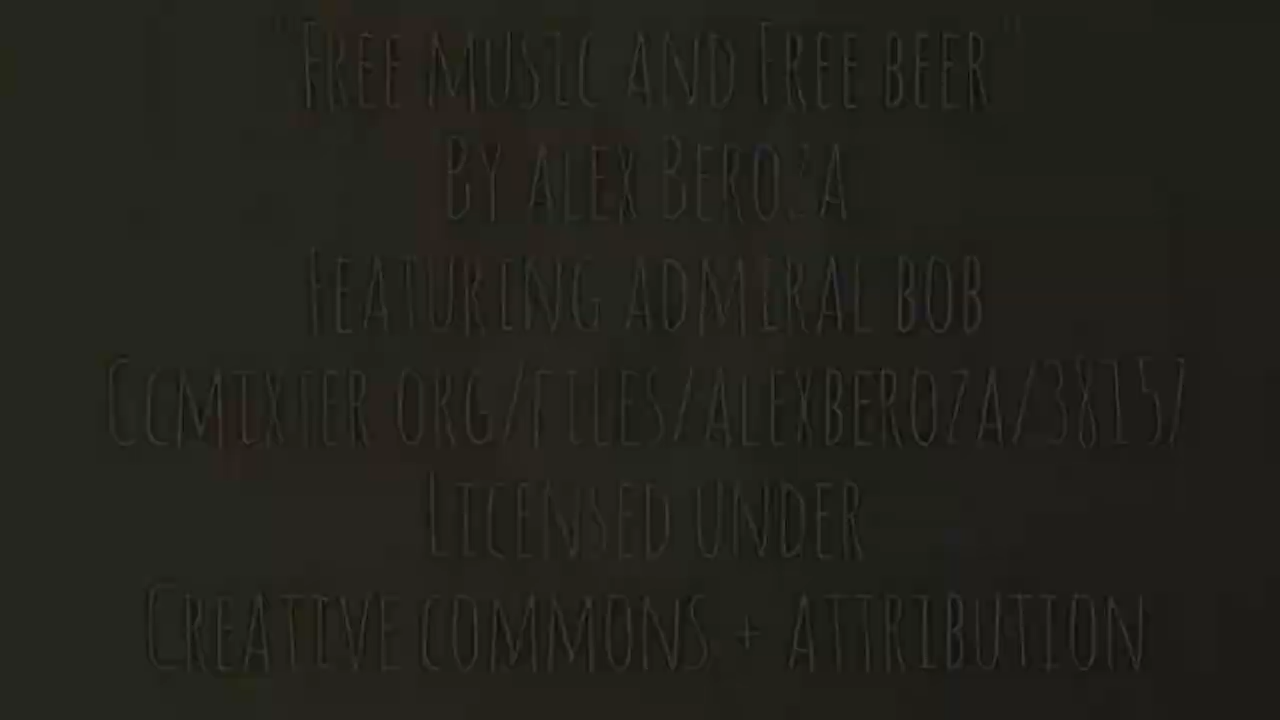 "Free music and Free beer"
By Alex Beroza
Featuring Admiral Bob
Ccmixter.org/files/alexberoza/38157
Licensed under
Creative commons + attribution